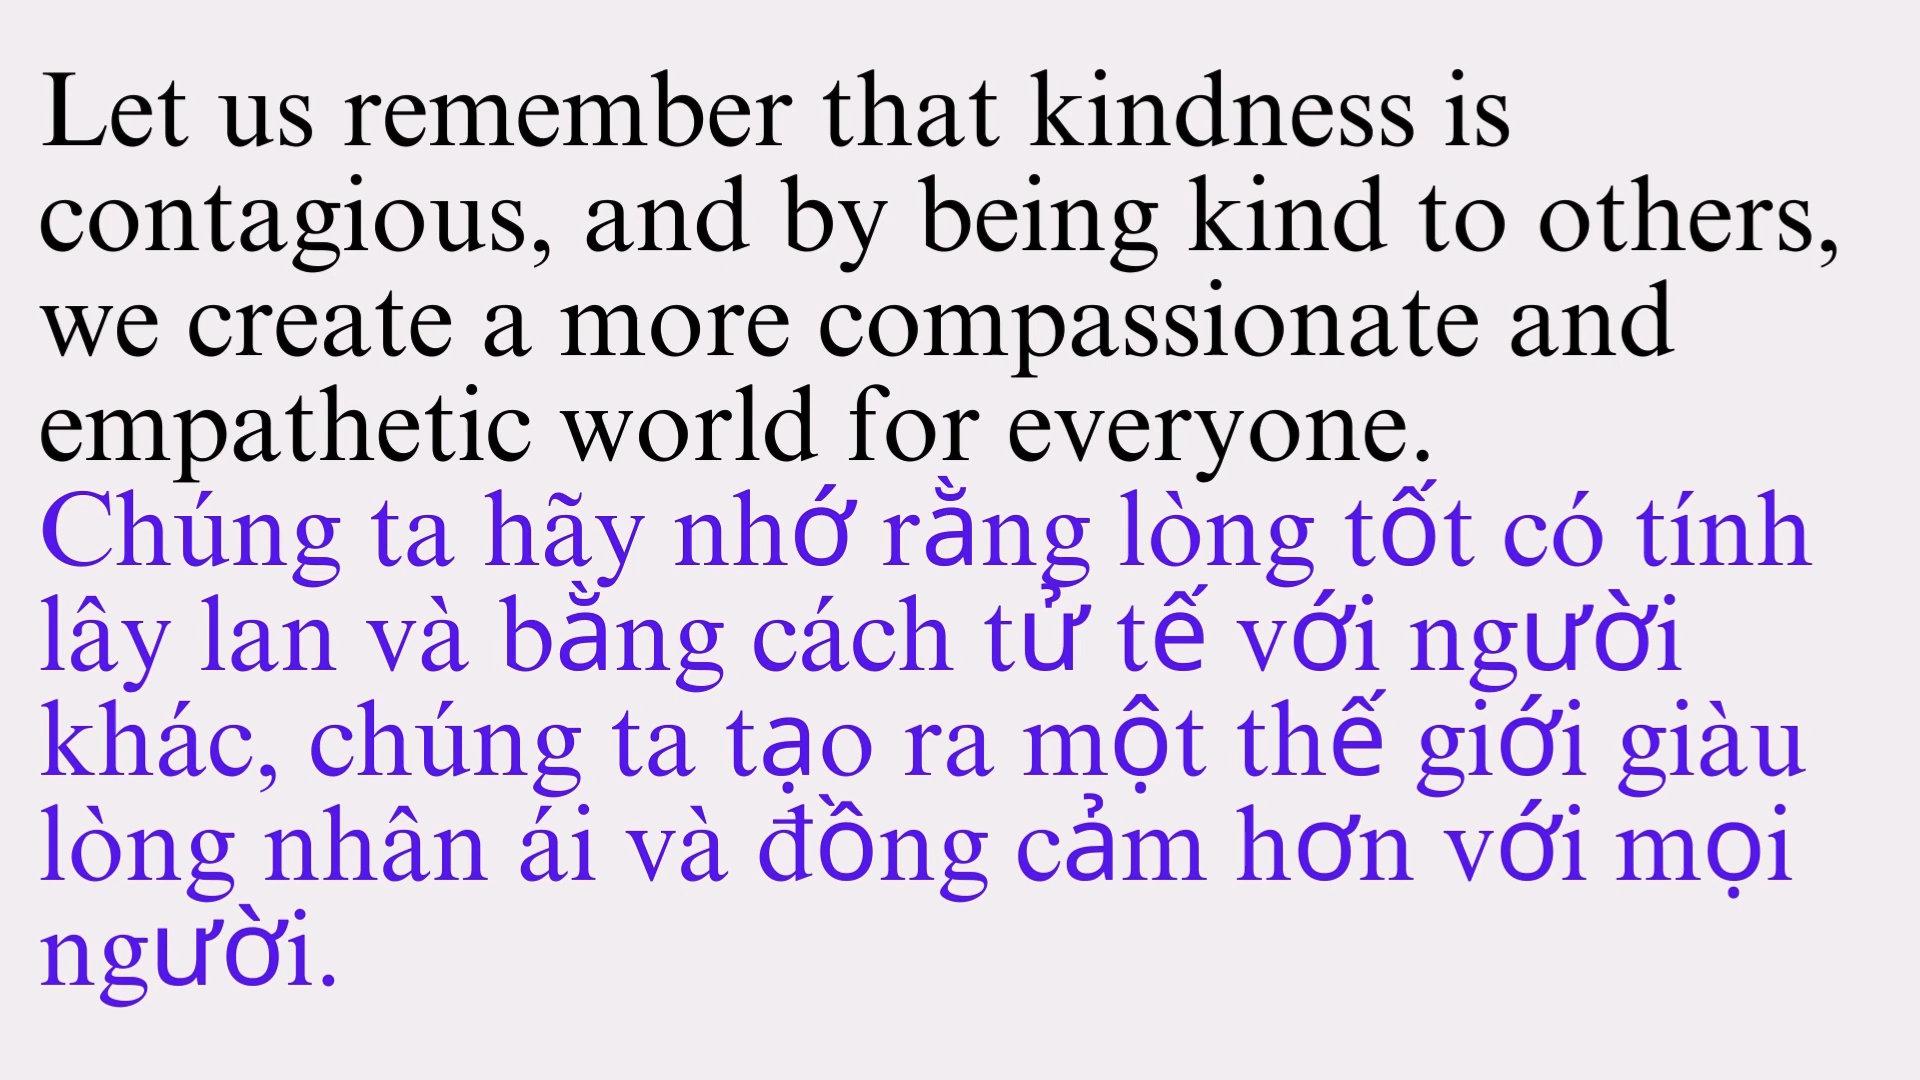 Let us remember that kindness is
contagious, and by being kind to others,
we create a more compassionate and
empathetic world for everyone.
Chúng ta hãy nhớ rằng lòng tốt có tính
lây lan và bằng cách tử tế với người
khác, chúng ta tạo ra một thế giới giàu
lòng nhân ái và đồng cảm hơn với mọi
người.